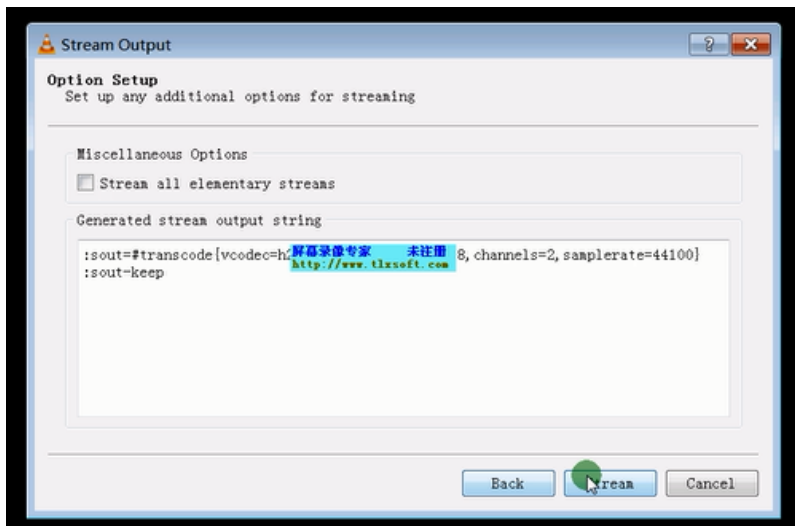 Stream Output
Option Setup
Set up any additional options for streaming
Miscellaneous Options
Stream all elementary streams
Generated stream output string
:sout=#transcode{vcodec=h2 8,channels=2,samplerate=44100}
屏幕录像专家 未注册
http://www.tlxsoft.com
:sout-keep
Back
Stream
Cancel